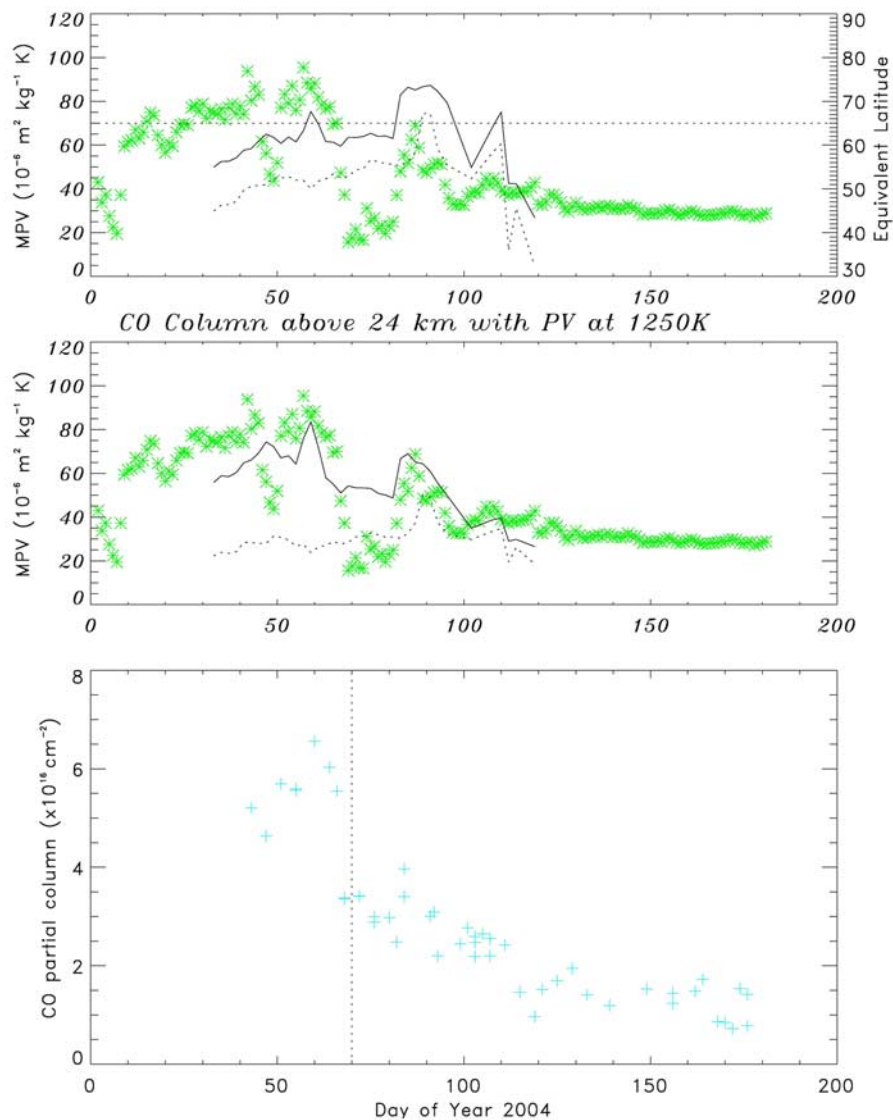 120
100
80
60
40
20
0
MPV (10⁻⁶ m² kg⁻¹ K)
90
80
70
60
50
40
30
Equivalent Latitude
0 50 100 150 200
CO Column above 24 km with PV at 1250K
120
100
80
60
40
20
0
MPV (10⁻⁶ m² kg⁻¹ K)
0 50 100 150 200
8
6
4
2
0
CO partial column (x10¹⁶cm⁻²)
0 50 100 150 200
Day of Year 2004